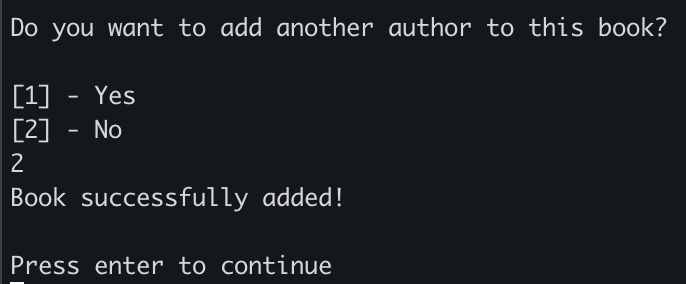 Do you want to add another author to this book?
[1] - Yes
[2] - No
2
Book successfully added!
Press enter to continue